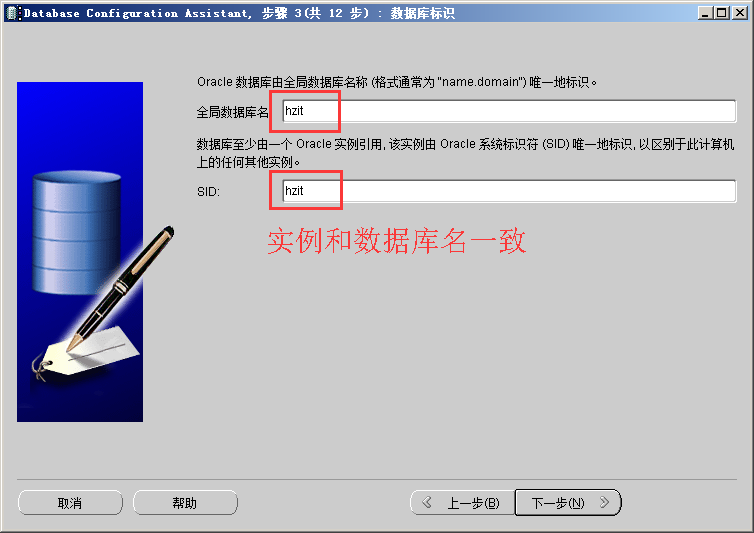 Database Configuration Assistant, 步骤 3(共 12 步) : 数据库标识
Oracle 数据库由全局数据库名称 (格式通常为 "name.domain") 唯一地标识。
全局数据库名
hzit
数据库至少由一个 Oracle 实例引用, 该实例由 Oracle 系统标识符 (SID) 唯一地标识, 以区别于此计算机
上的任何其他实例。
SID:
hzit
实例和数据库名一致
取消
帮助
上一步(B)
下一步(N)